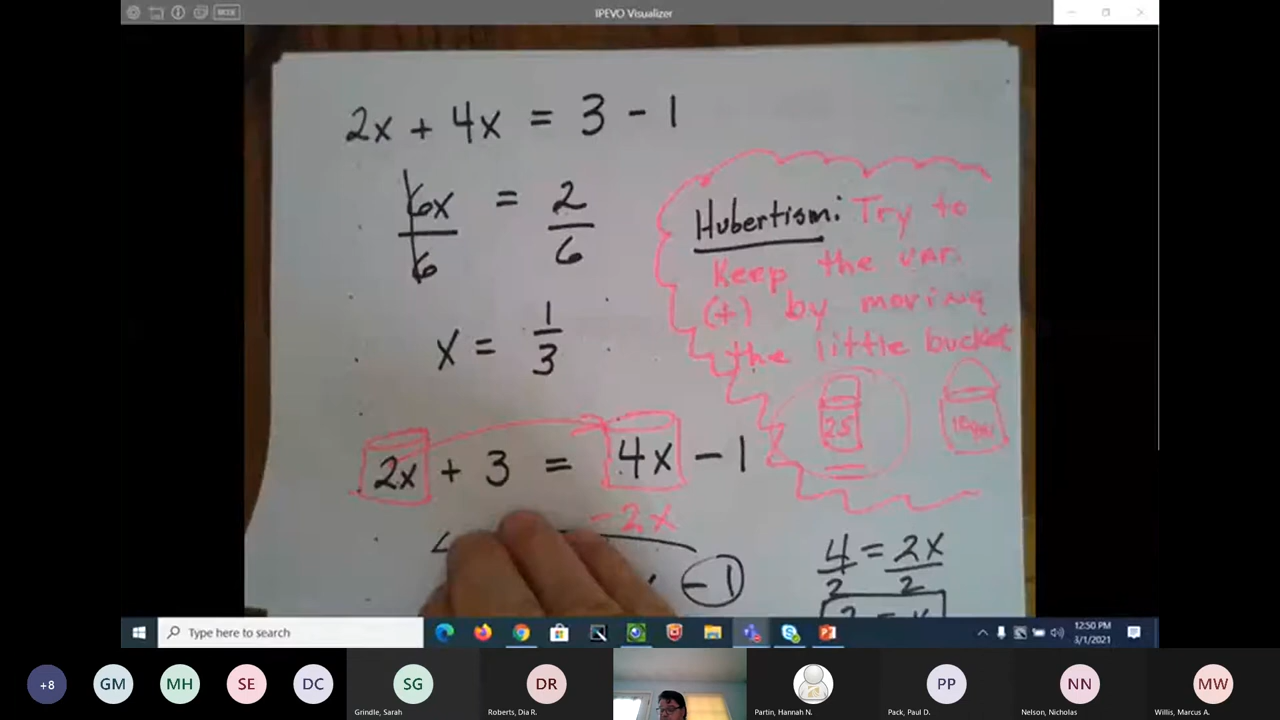 IPEVO Visualizer
MODE
2x + 4x = 3 - 1
6x = 2
6 6
x = 1
3
Hubertism: Try to
Keep the VAR.
(+) by moving
the little bucket
25
2x + 3 = 4x - 1
- 2x
- 1
4 = 2x
2 2
Type here to search
12:50 PM
3/1/2021
+8
GM
MH
SE
DC
SG
DR
PP
NN
MW
Grindle, Sarah
Roberts, Dia R.
Partin, Hannah N.
Pack, Paul D.
Nelson, Nicholas
Willis, Marcus A.